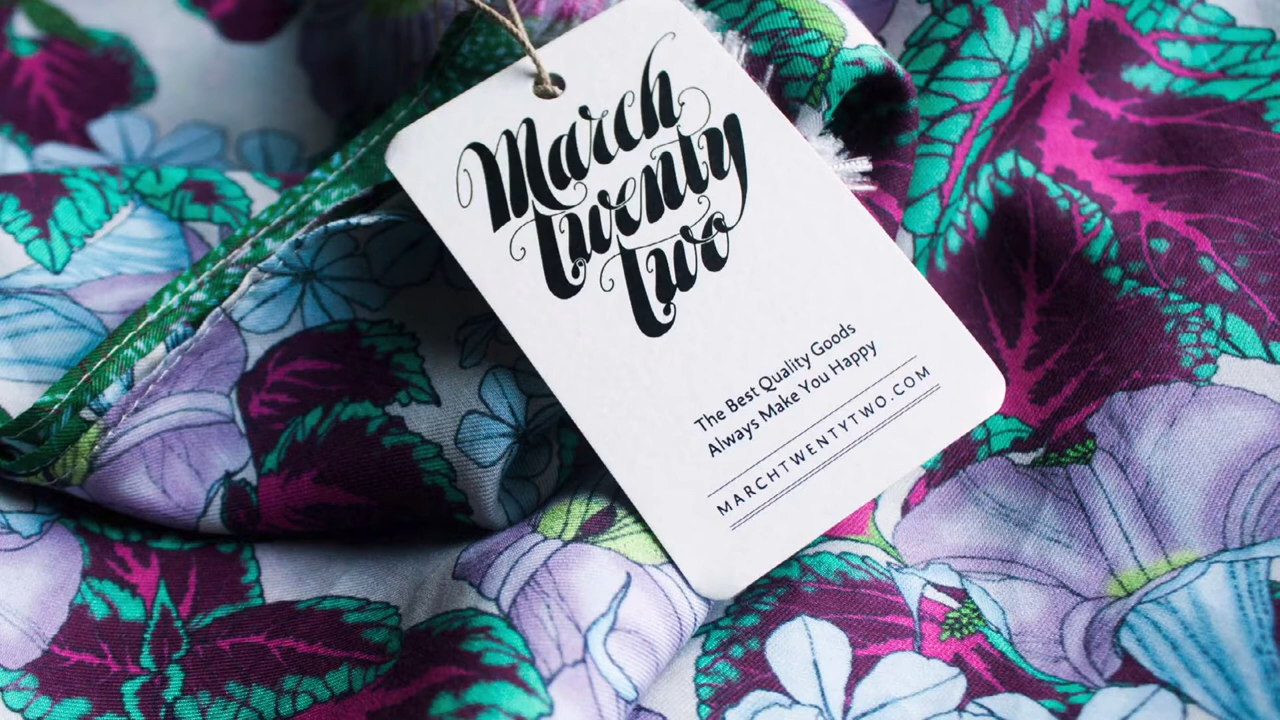 March
twenty
two
The Best Quality Goods
Always Make You Happy
MARCHTWENTYTWO.COM